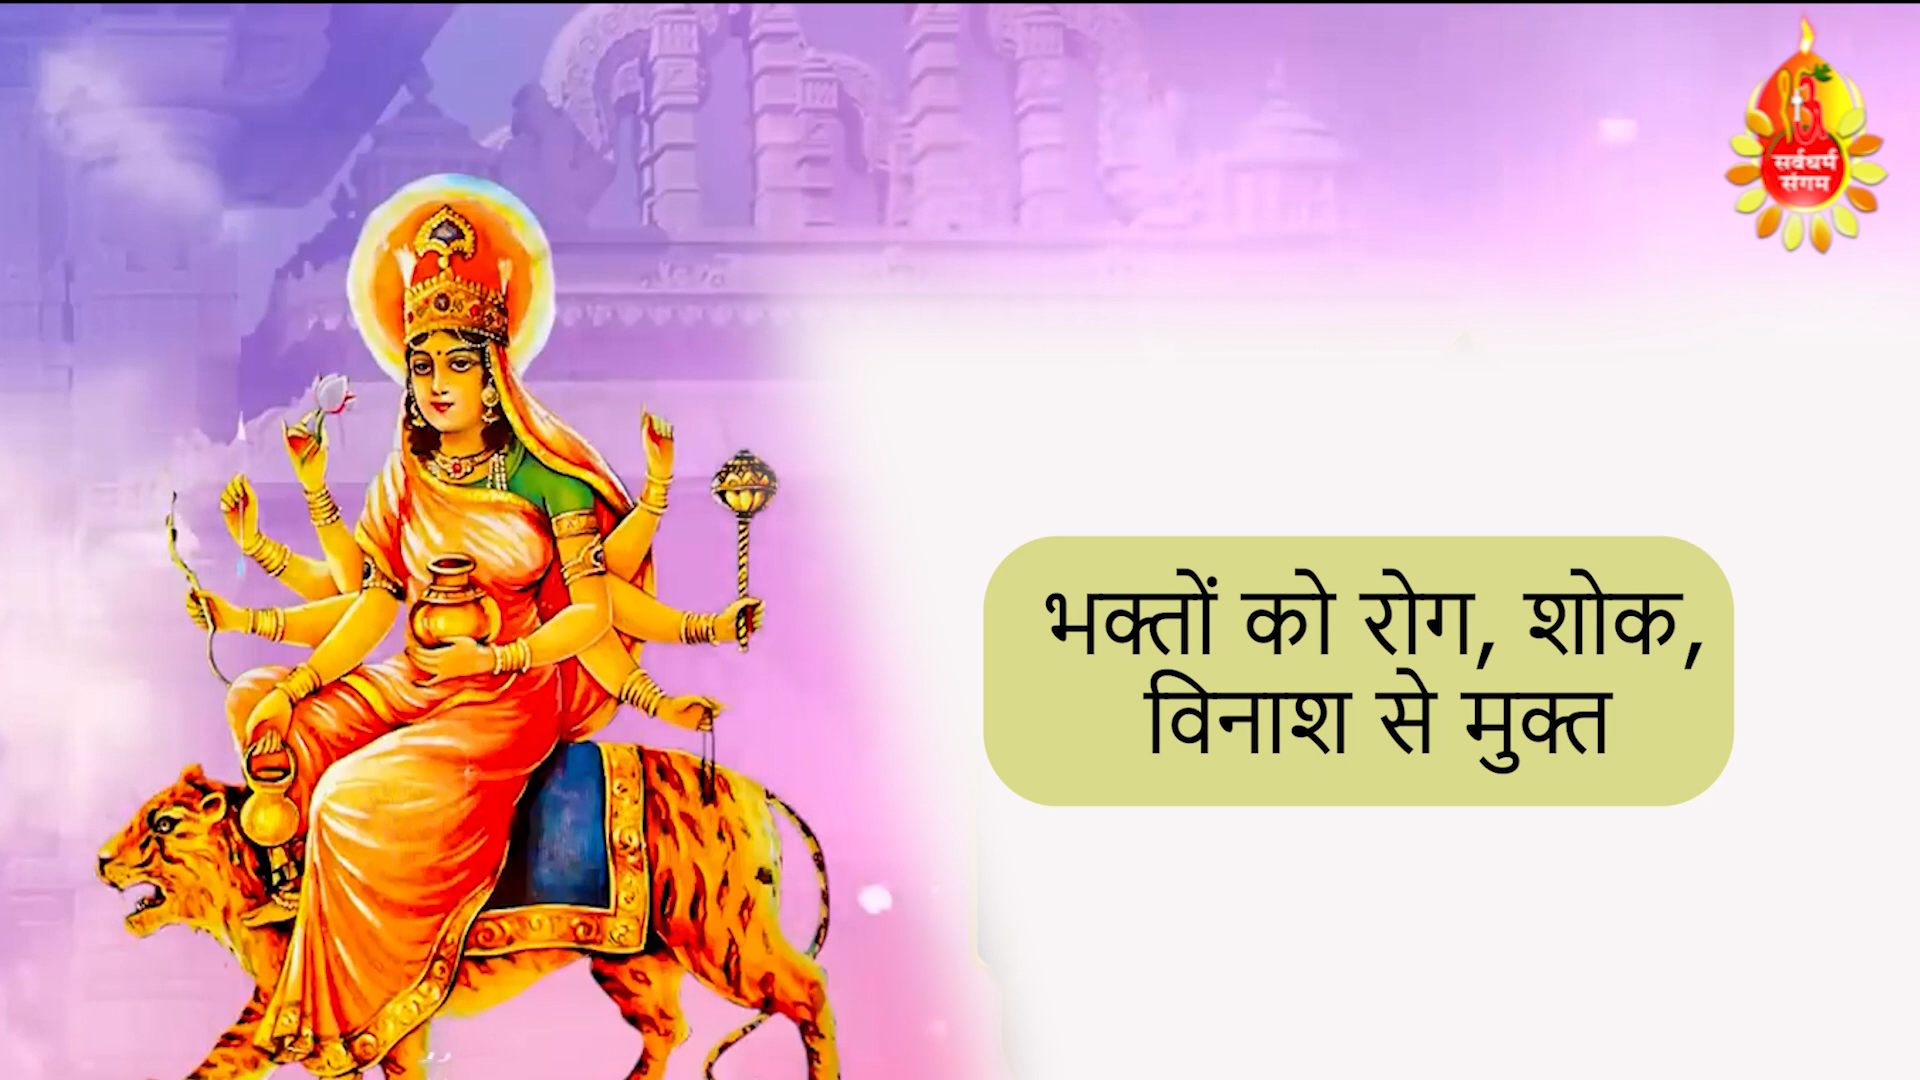 सर्वधर्म
संगम
भक्तों को रोग, शोक,
विनाश से मुक्त